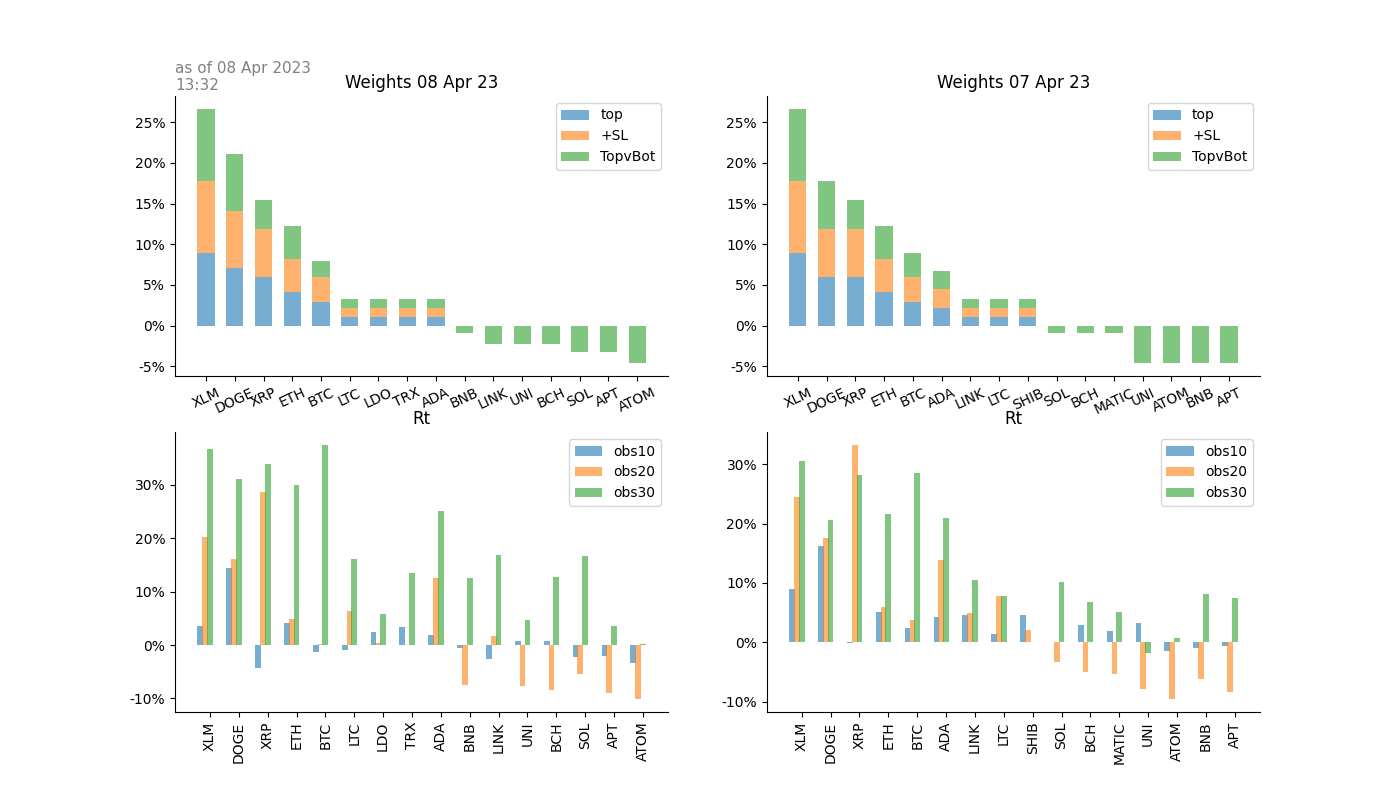 as of 08 Apr 2023
13:32
Weights 08 Apr 23
25%
20%
15%
10%
5%
0%
-5%
top
+SL
TopvBot
XLM DOGE XRP ETH BTC LTC LDO TRX ADA BNB LINK UNI BCH SOL APT ATOM
Weights 07 Apr 23
25%
20%
15%
10%
5%
0%
-5%
top
+SL
TopvBot
XLM DOGE XRP ETH BTC ADA LINK LTC SHIB SOL BCH MATIC UNI ATOM BNB APT
Rt
30%
20%
10%
0%
-10%
obs10
obs20
obs30
XLM DOGE XRP ETH BTC LTC LDO TRX ADA BNB LINK UNI BCH SOL APT ATOM
Rt
30%
20%
10%
0%
-10%
obs10
obs20
obs30
XLM DOGE XRP ETH BTC ADA LINK LTC SHIB SOL BCH MATIC UNI ATOM BNB APT